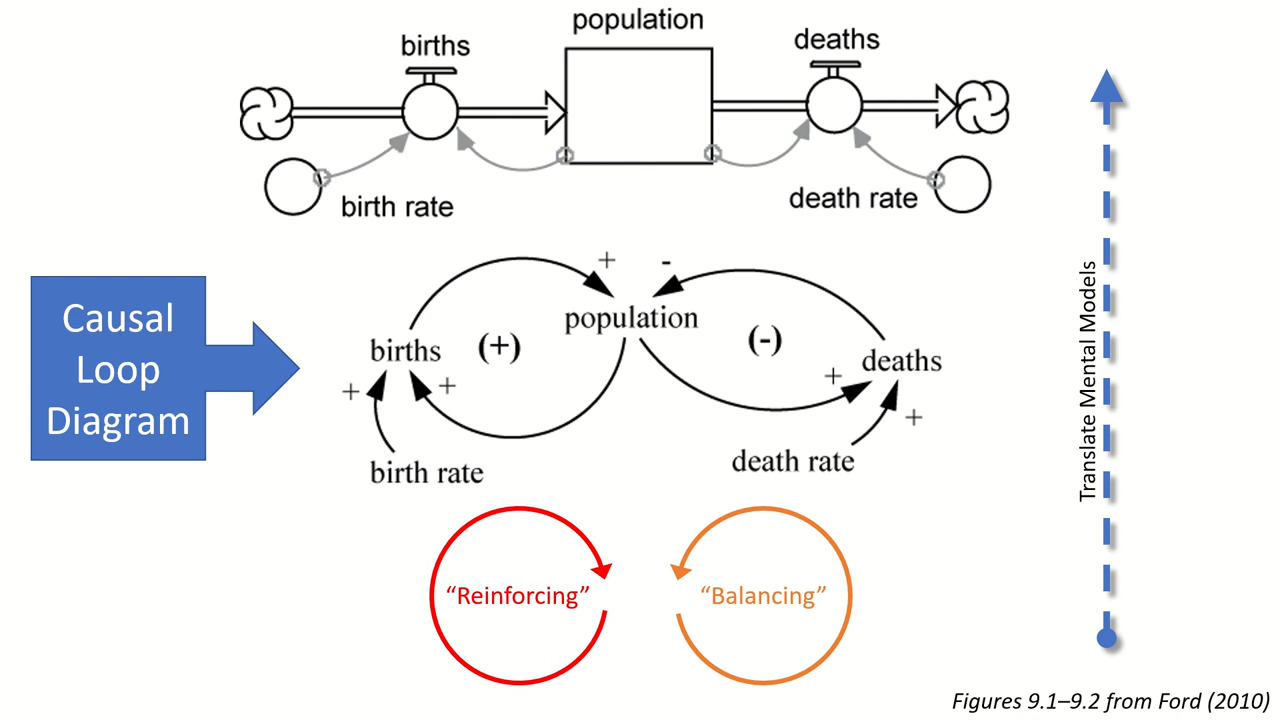 population
births
deaths
birth rate
death rate
Causal
Loop
Diagram
+
-
population
births
(+)
(-)
deaths
+
+
+
+
birth rate
death rate
“Reinforcing”
“Balancing”
Translate Mental Models
Figures 9.1–9.2 from Ford (2010)